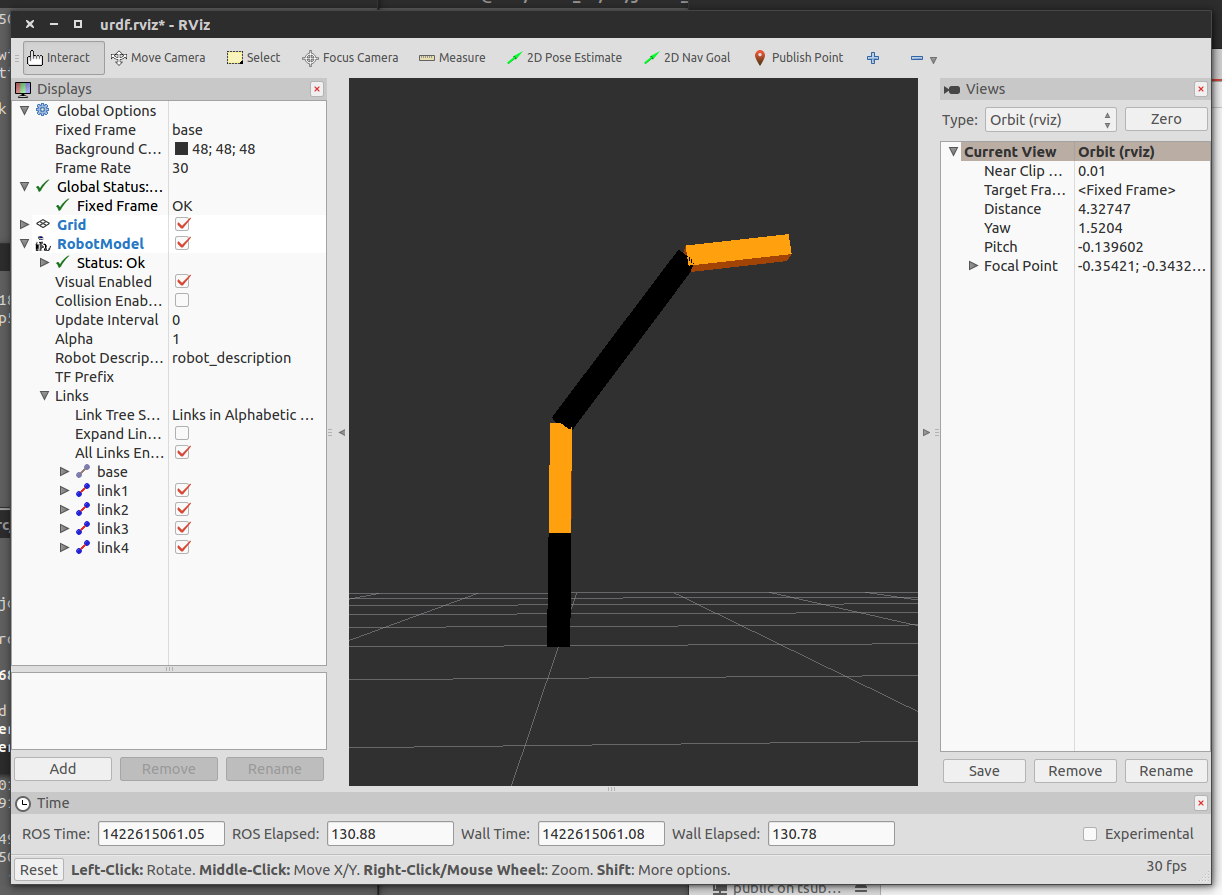 urdf.rviz* - RViz
Interact Move Camera Select Focus Camera Measure 2D Pose Estimate 2D Nav Goal Publish Point
Displays
Global Options
Fixed Frame base
Background C... 48; 48; 48
Frame Rate 30
Global Status:...
Fixed Frame OK
Grid
RobotModel
Status: Ok
Visual Enabled
Collision Enab...
Update Interval 0
Alpha 1
Robot Descrip... robot_description
TF Prefix
Links
Link Tree S... Links in Alphabetic ...
Expand Lin...
All Links En...
base
link1
link2
link3
link4
Add Remove Rename
Views
Type: Orbit (rviz) Zero
Current View Orbit (rviz)
Near Clip ... 0.01
Target Fra... <Fixed Frame>
Distance 4.32747
Yaw 1.5204
Pitch -0.139602
Focal Point -0.35421; -0.3432...
Save Remove Rename
Time
ROS Time: 1422615061.05 ROS Elapsed: 130.88 Wall Time: 1422615061.08 Wall Elapsed: 130.78 Experimental
Reset Left-Click: Rotate. Middle-Click: Move X/Y. Right-Click/Mouse Wheel:: Zoom. Shift: More options. 30 fps
public on tsub...